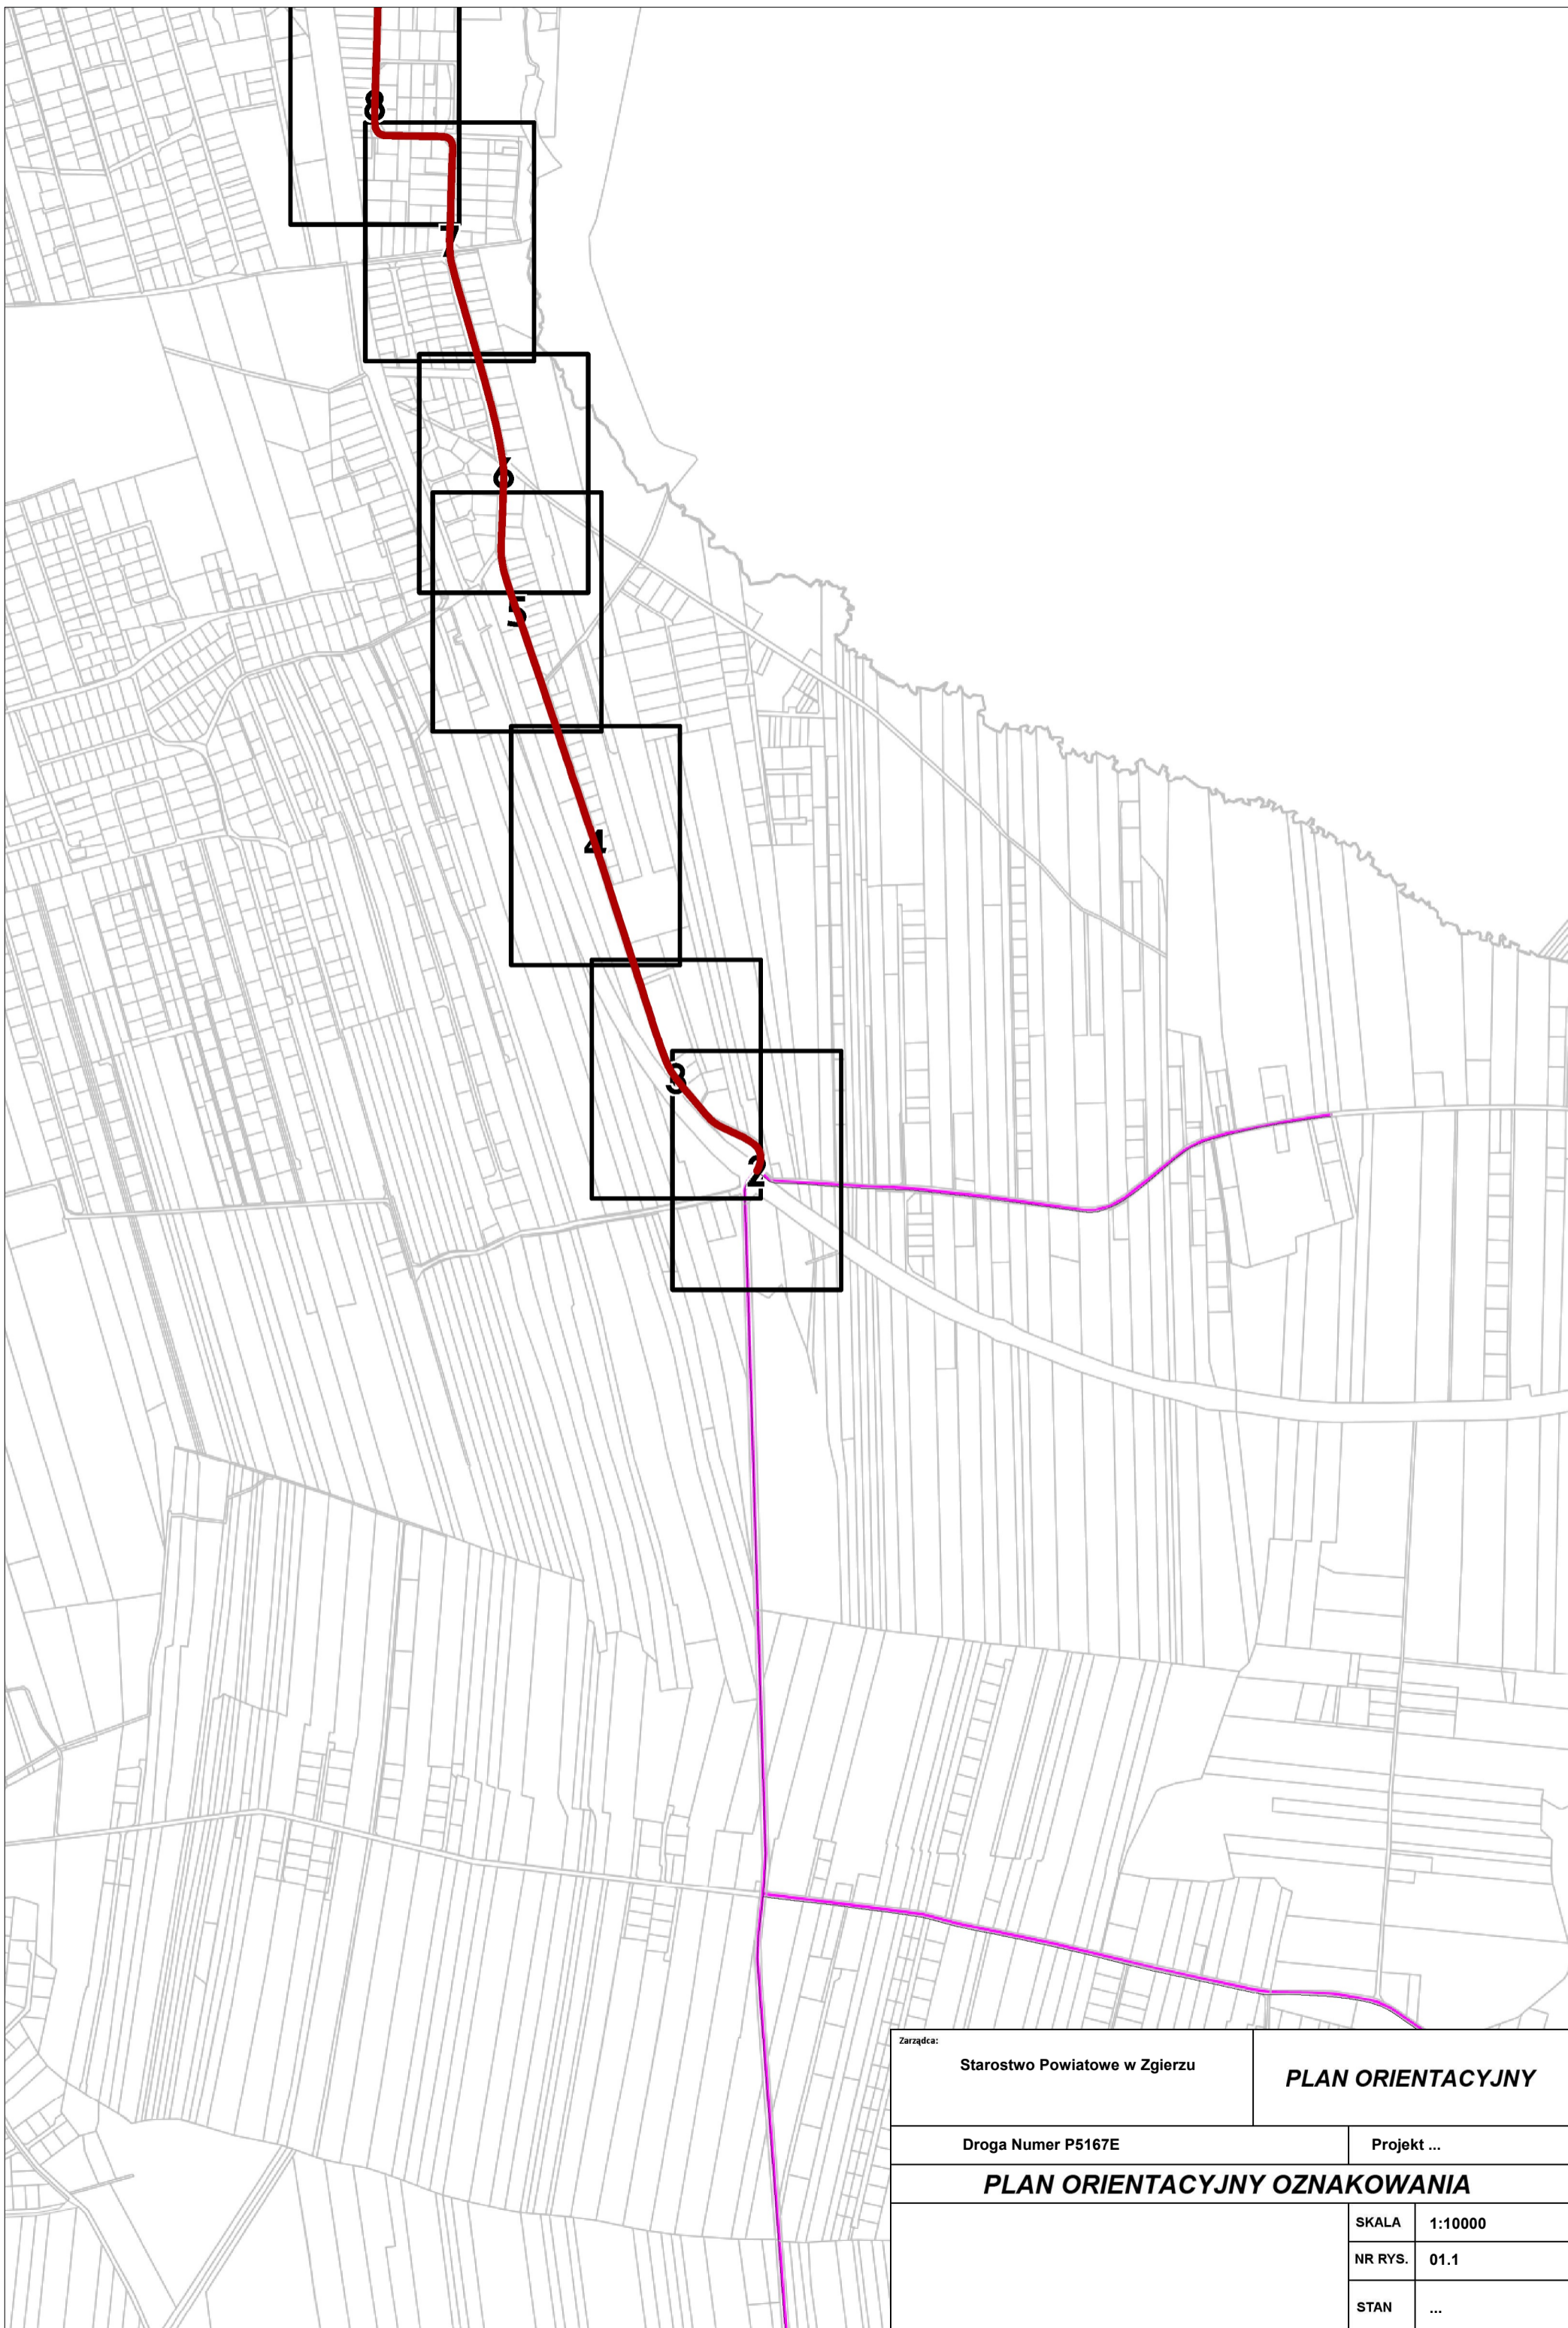 8
7
6
5
4
3
2
Zarządca:
Starostwo Powiatowe w Zgierzu
PLAN ORIENTACYJNY
Droga Numer P5167E
Projekt ...
PLAN ORIENTACYJNY OZNAKOWANIA
SKALA 1:10000
NR RYS. 01.1
STAN ...